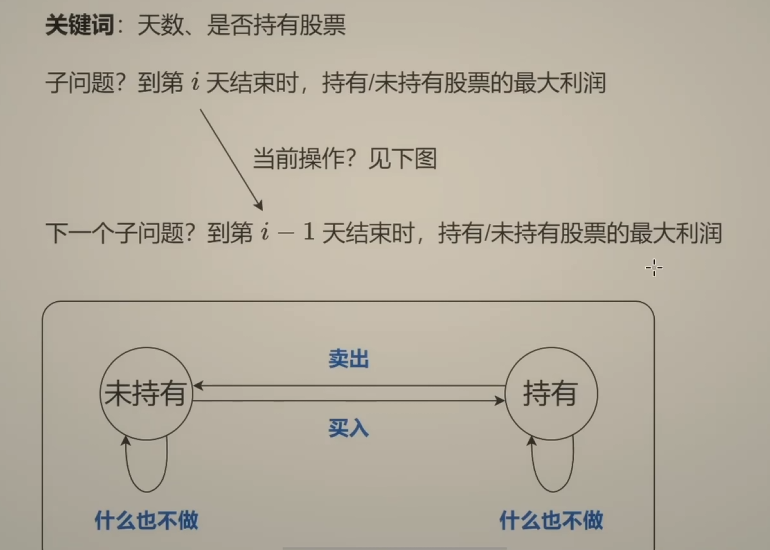 关键词：天数、是否持有股票
子问题？到第 i 天结束时，持有/未持有股票的最大利润
当前操作？见下图
下一个子问题？到第 i − 1 天结束时，持有/未持有股票的最大利润
卖出
未持有
持有
买入
什么也不做
什么也不做